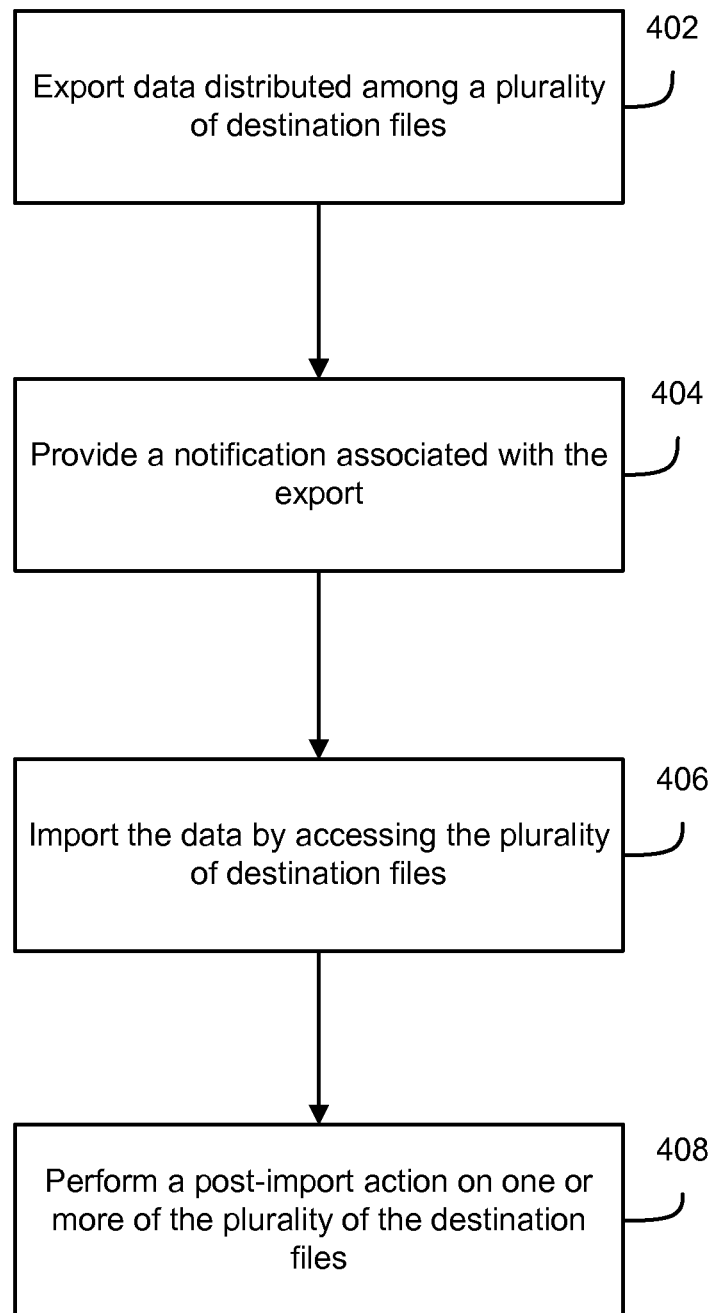 402
Export data distributed among a plurality
of destination files
404
Provide a notification associated with the
export
406
Import the data by accessing the plurality
of destination files
408
Perform a post-import action on one or
more of the plurality of the destination
files